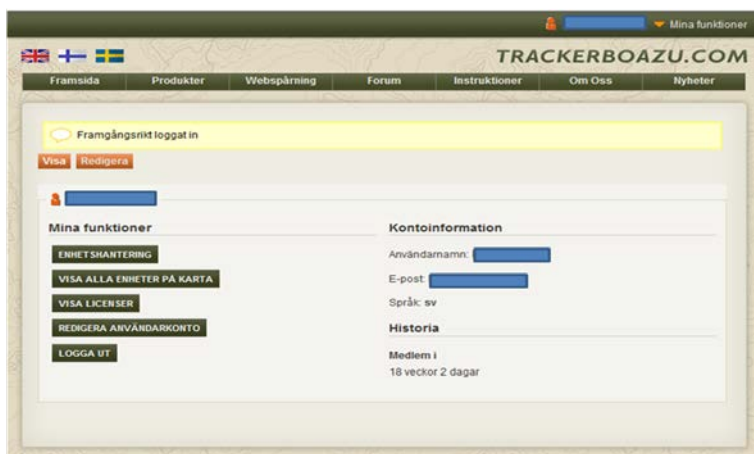 Mina funktioner
TRACKERBOAZU.COM
Framsida Produkter Webspårning Forum Instruktioner Om Oss Nyheter
Framgångsrikt loggat in
Visa Redigera
Mina funktioner
ENHETSHANTERING
VISA ALLA ENHETER PÅ KARTA
VISA LICENSER
REDIGERA ANVÄNDARKONTO
LOGGA UT
Kontoinformation
Användarnamn:
E-post:
Språk: sv
Historia
Medlem i
18 veckor 2 dagar